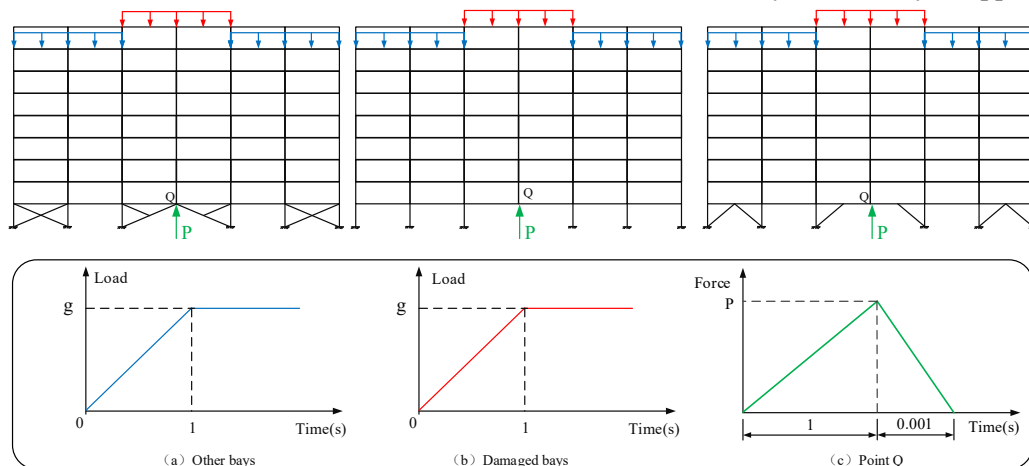 Q
P
Q
P
Q
P
Load
g
0
1
Time(s)
（a）Other bays
Load
g
0
1
Time(s)
（b）Damaged bays
Force
P
1
0.001
Time(s)
（c）Point Q